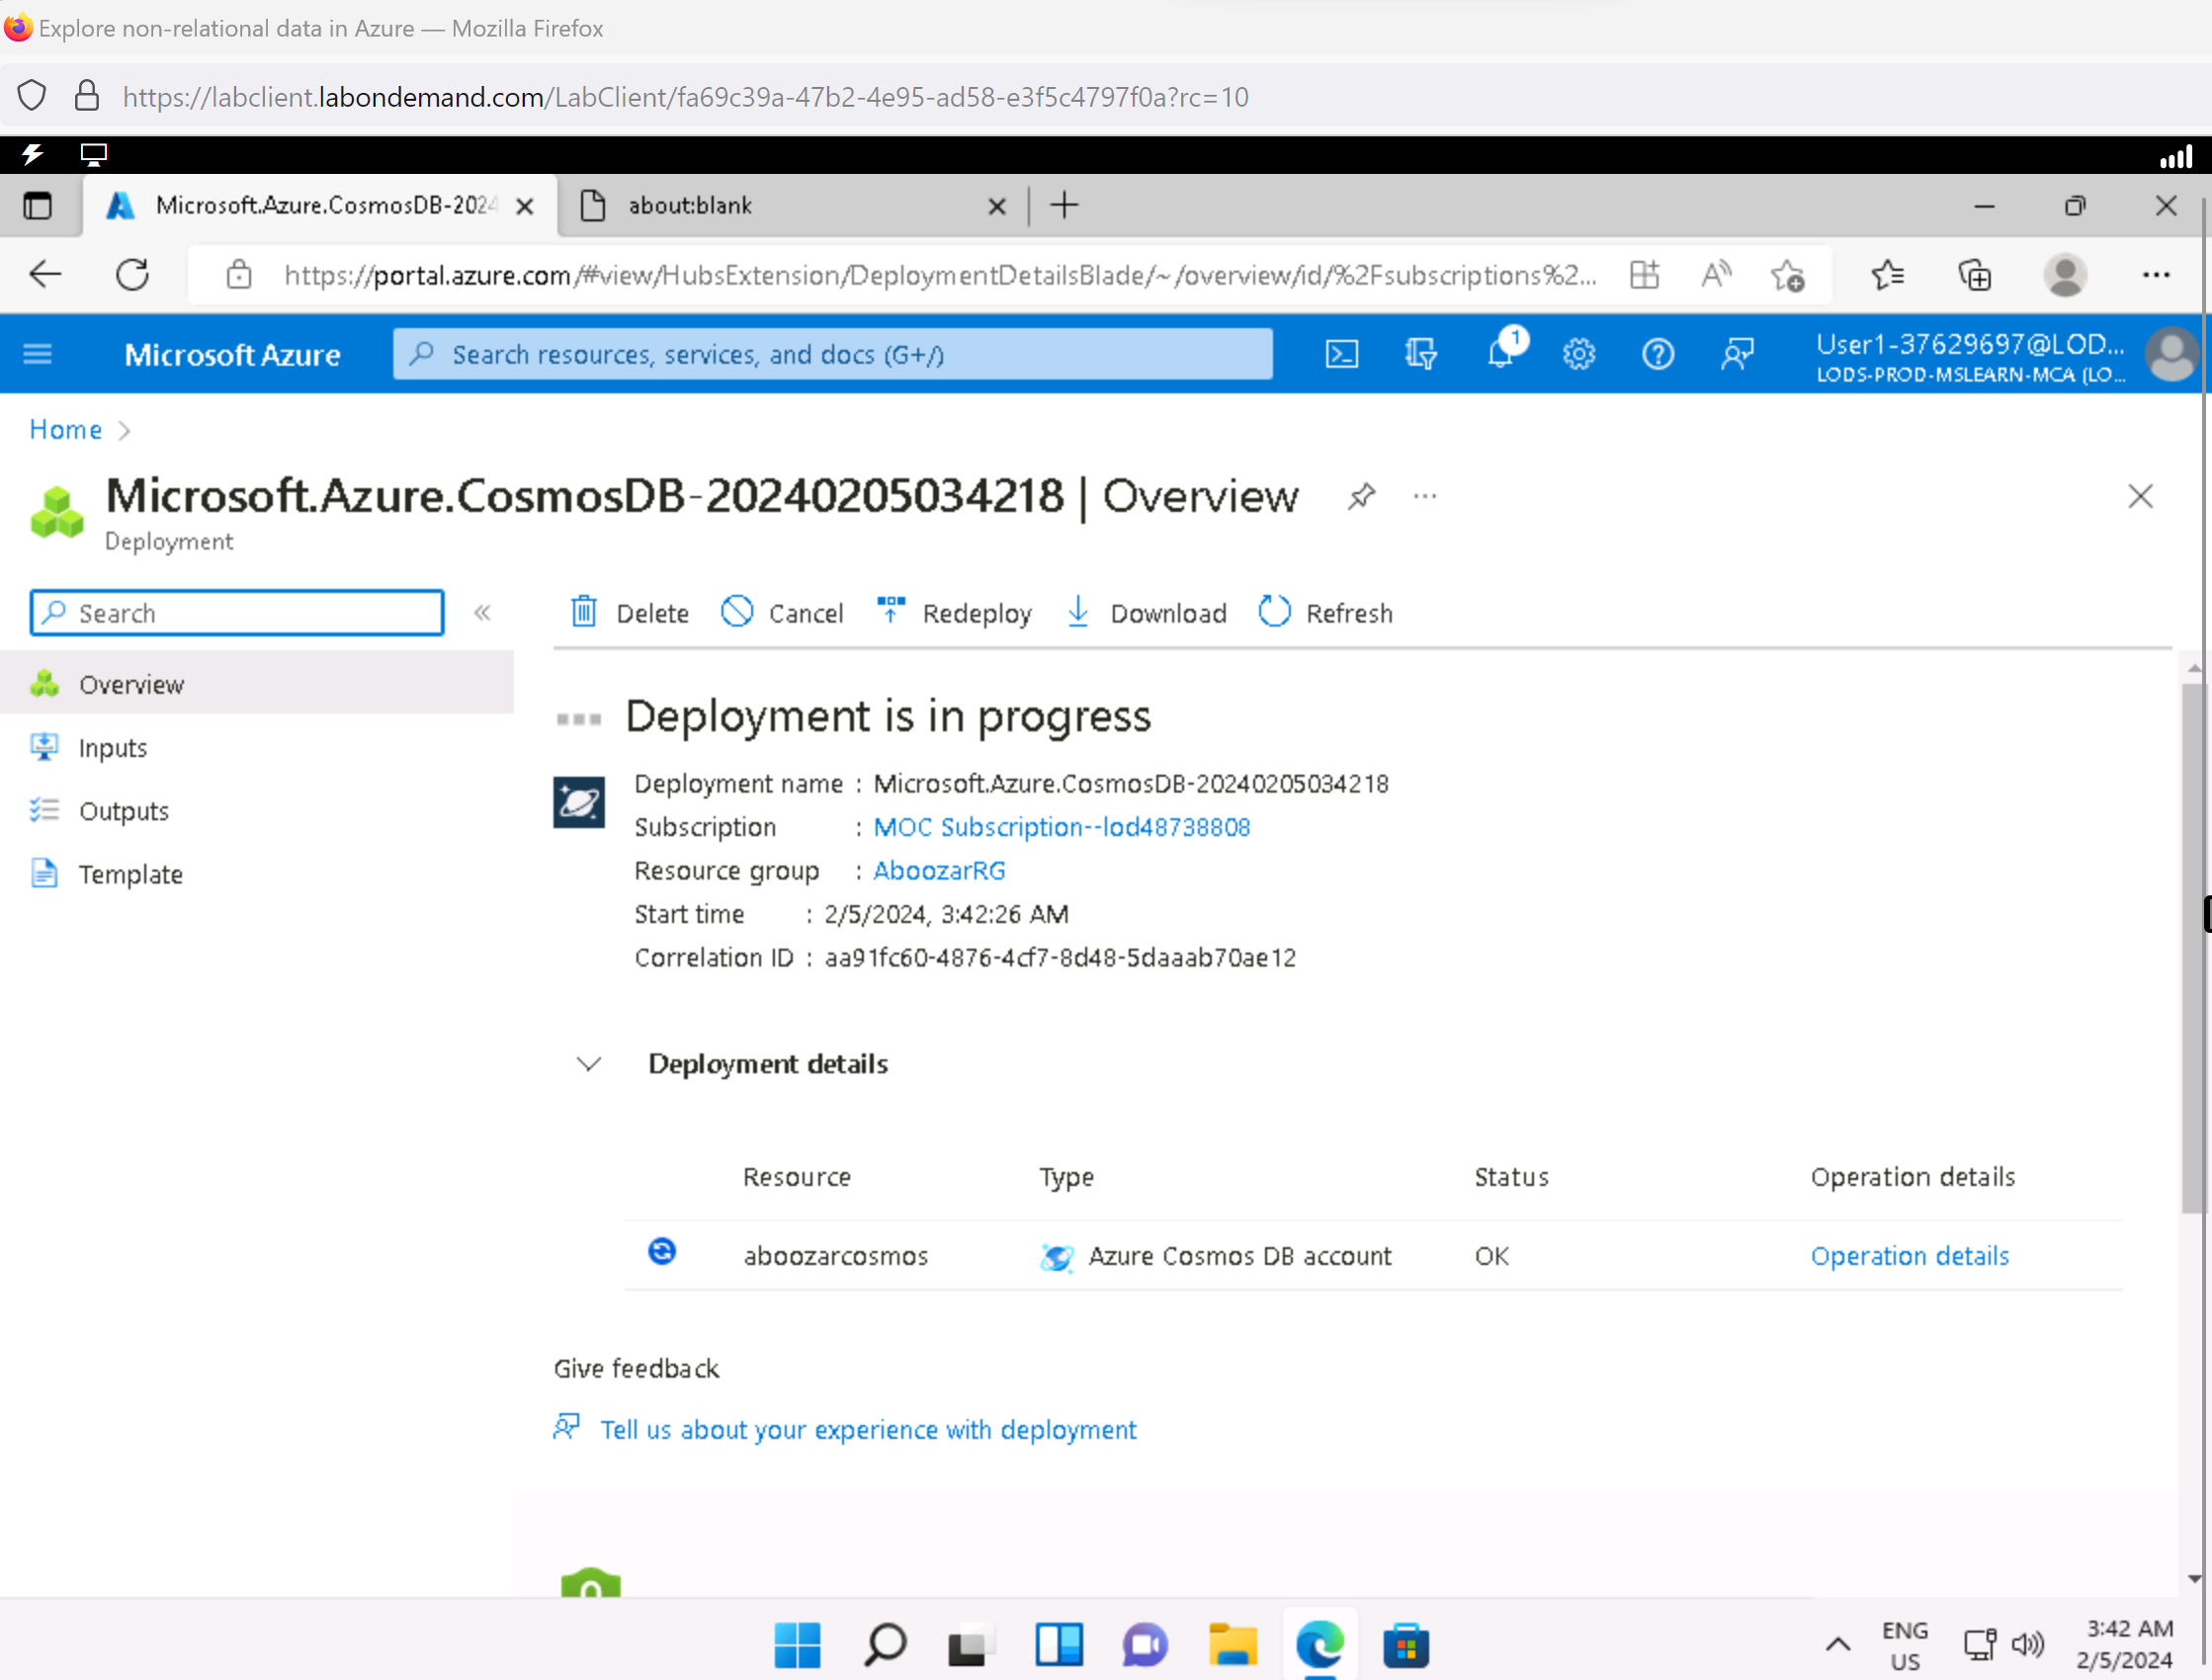 Explore non-relational data in Azure — Mozilla Firefox
https://labclient.labondemand.com/LabClient/fa69c39a-47b2-4e95-ad58-e3f5c4797f0a?rc=10
Microsoft.Azure.CosmosDB-2024
about:blank
https://portal.azure.com/#view/HubsExtension/DeploymentDetailsBlade/~/overview/id/%2Fsubscriptions%2...
Microsoft Azure
Search resources, services, and docs (G+/)
1
User1-37629697@LOD...
LODS-PROD-MSLEARN-MCA (LO...
Home
Microsoft.Azure.CosmosDB-20240205034218 | Overview
Deployment
Search
Delete Cancel Redeploy Download Refresh
Overview
Inputs
Outputs
Template
Deployment is in progress
Deployment name : Microsoft.Azure.CosmosDB-20240205034218
Subscription : MOC Subscription--lod48738808
Resource group : AboozarRG
Start time : 2/5/2024, 3:42:26 AM
Correlation ID : aa91fc60-4876-4cf7-8d48-5daaab70ae12
Deployment details
Resource Type Status Operation details
aboozarcosmos Azure Cosmos DB account OK Operation details
Give feedback
Tell us about your experience with deployment
ENG
US
3:42 AM
2/5/2024